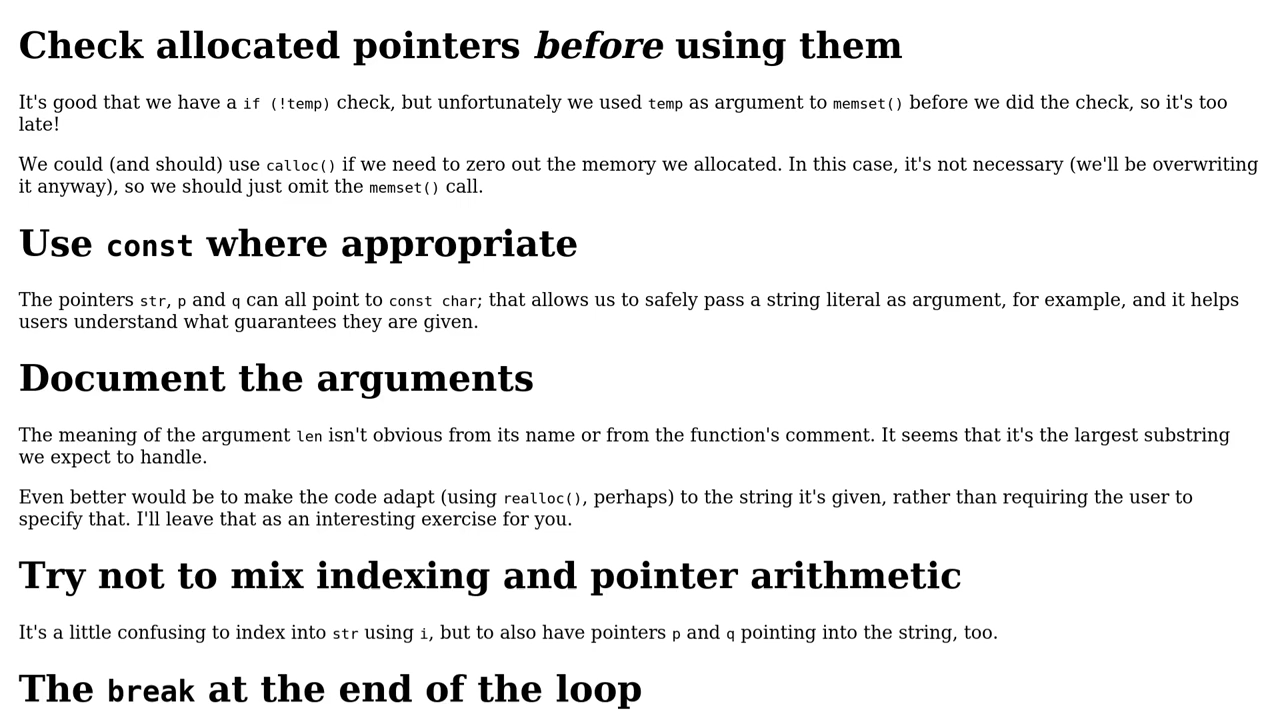 Check allocated pointers before using them
It's good that we have a if (!temp) check, but unfortunately we used temp as argument to memset() before we did the check, so it's too
late!
We could (and should) use calloc() if we need to zero out the memory we allocated. In this case, it's not necessary (we'll be overwriting
it anyway), so we should just omit the memset() call.
Use const where appropriate
The pointers str, p and q can all point to const char; that allows us to safely pass a string literal as argument, for example, and it helps
users understand what guarantees they are given.
Document the arguments
The meaning of the argument len isn't obvious from its name or from the function's comment. It seems that it's the largest substring
we expect to handle.
Even better would be to make the code adapt (using realloc(), perhaps) to the string it's given, rather than requiring the user to
specify that. I'll leave that as an interesting exercise for you.
Try not to mix indexing and pointer arithmetic
It's a little confusing to index into str using i, but to also have pointers p and q pointing into the string, too.
The break at the end of the loop